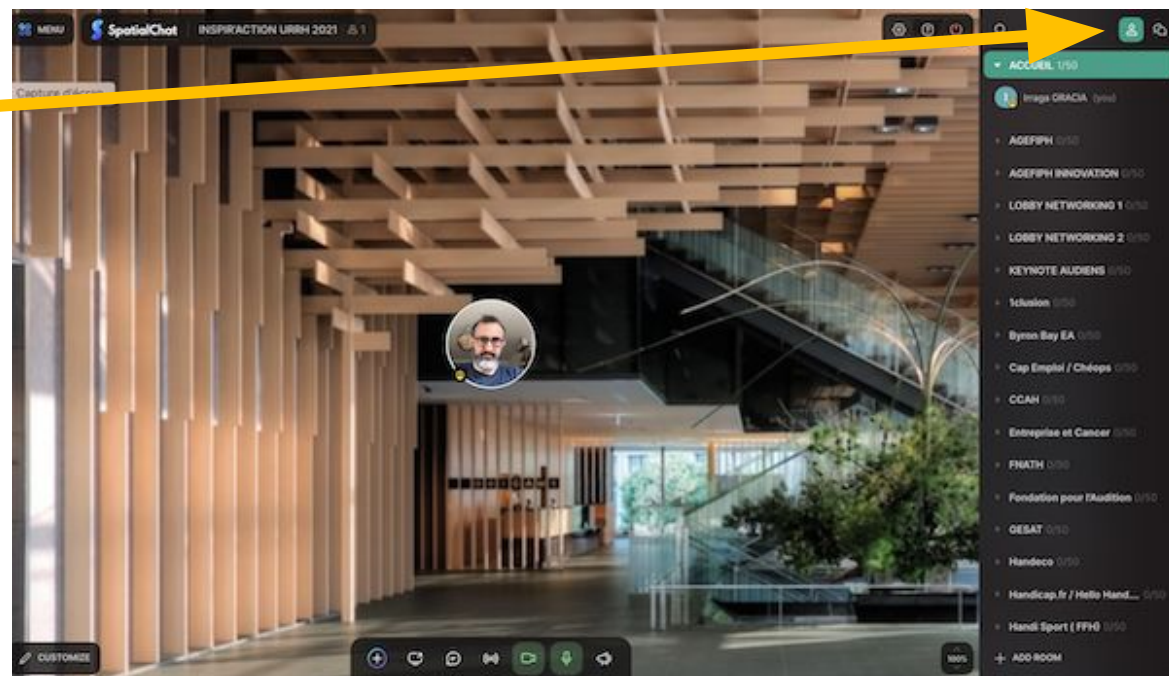 MENU
SpatialChat
INSPIR'ACTION URRH 2021
1
Capture d'écran
ACCUEIL 1/50
Irraga GRACIA (you)
AGEFIPH 0/50
AGEFIPH INNOVATION 0/50
LOBBY NETWORKING 1 0/50
LOBBY NETWORKING 2 0/50
KEYNOTE AUDIENS 0/50
1clusion 0/50
Byron Bay EA 0/50
Cap Emploi / Chéops 0/50
CCAH 0/50
Entreprise et Cancer 0/50
FNATH 0/50
Fondation pour l'Audition 0/50
GESAT 0/50
Handeco 0/50
Handicap.fr / Hello Hand... 0/50
Handi Sport ( FFH) 0/50
ADD ROOM
CUSTOMIZE
100%